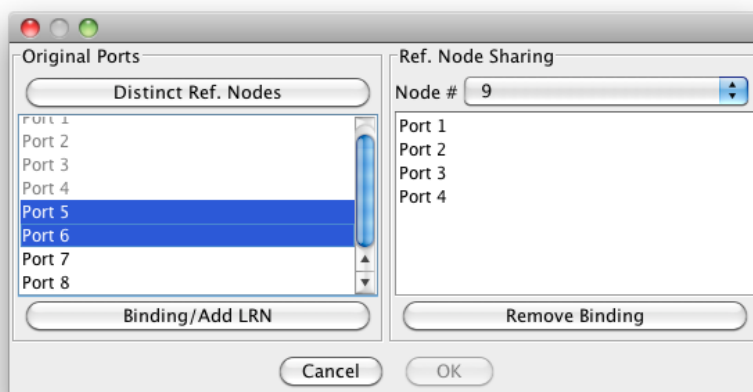 Original Ports
Distinct Ref. Nodes
Port 1
Port 2
Port 3
Port 4
Port 5
Port 6
Port 7
Port 8
Binding/Add LRN
Ref. Node Sharing
Node # 9
Port 1
Port 2
Port 3
Port 4
Remove Binding
Cancel
OK